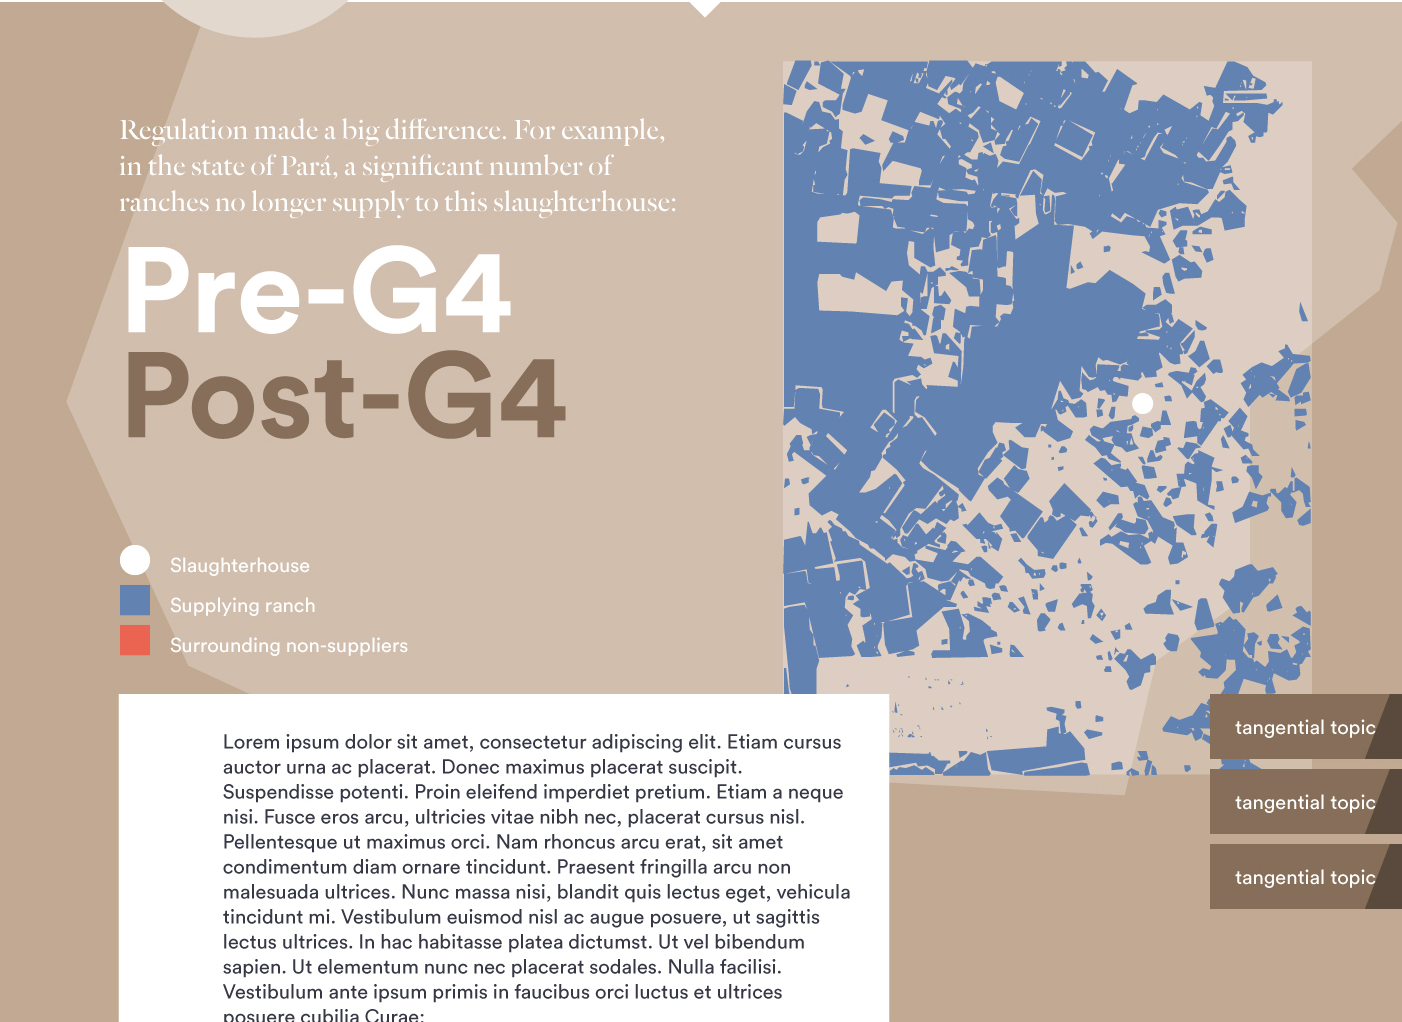 Regulation made a big difference. For example,
in the state of Pará, a significant number of
ranches no longer supply to this slaughterhouse:
Pre-G4
Post-G4
Slaughterhouse
Supplying ranch
Surrounding non-suppliers
Lorem ipsum dolor sit amet, consectetur adipiscing elit. Etiam cursus
auctor urna ac placerat. Donec maximus placerat suscipit.
Suspendisse potenti. Proin eleifend imperdiet pretium. Etiam a neque
nisi. Fusce eros arcu, ultricies vitae nibh nec, placerat cursus nisl.
Pellentesque ut maximus orci. Nam rhoncus arcu erat, sit amet
condimentum diam ornare tincidunt. Praesent fringilla arcu non
malesuada ultrices. Nunc massa nisi, blandit quis lectus eget, vehicula
tincidunt mi. Vestibulum euismod nisl ac augue posuere, ut sagittis
lectus ultrices. In hac habitasse platea dictumst. Ut vel bibendum
sapien. Ut elementum nunc nec placerat sodales. Nulla facilisi.
Vestibulum ante ipsum primis in faucibus orci luctus et ultrices
posuere cubilia Curae;
tangential topic
tangential topic
tangential topic